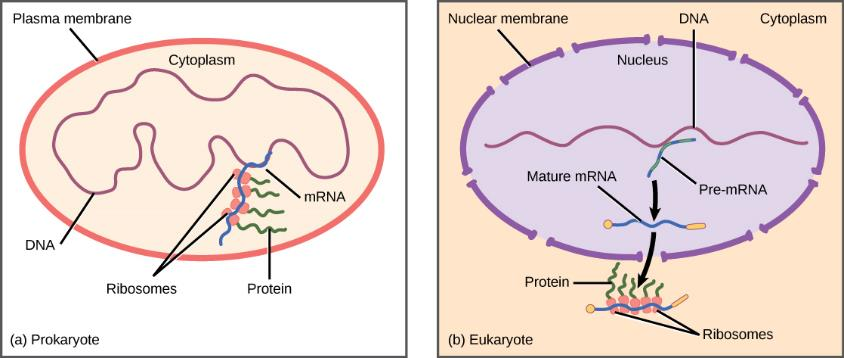 Plasma membrane
Cytoplasm
mRNA
DNA
Ribosomes
Protein
(a) Prokaryote
Nuclear membrane
DNA
Cytoplasm
Nucleus
Mature mRNA
Pre-mRNA
Protein
Ribosomes
(b) Eukaryote